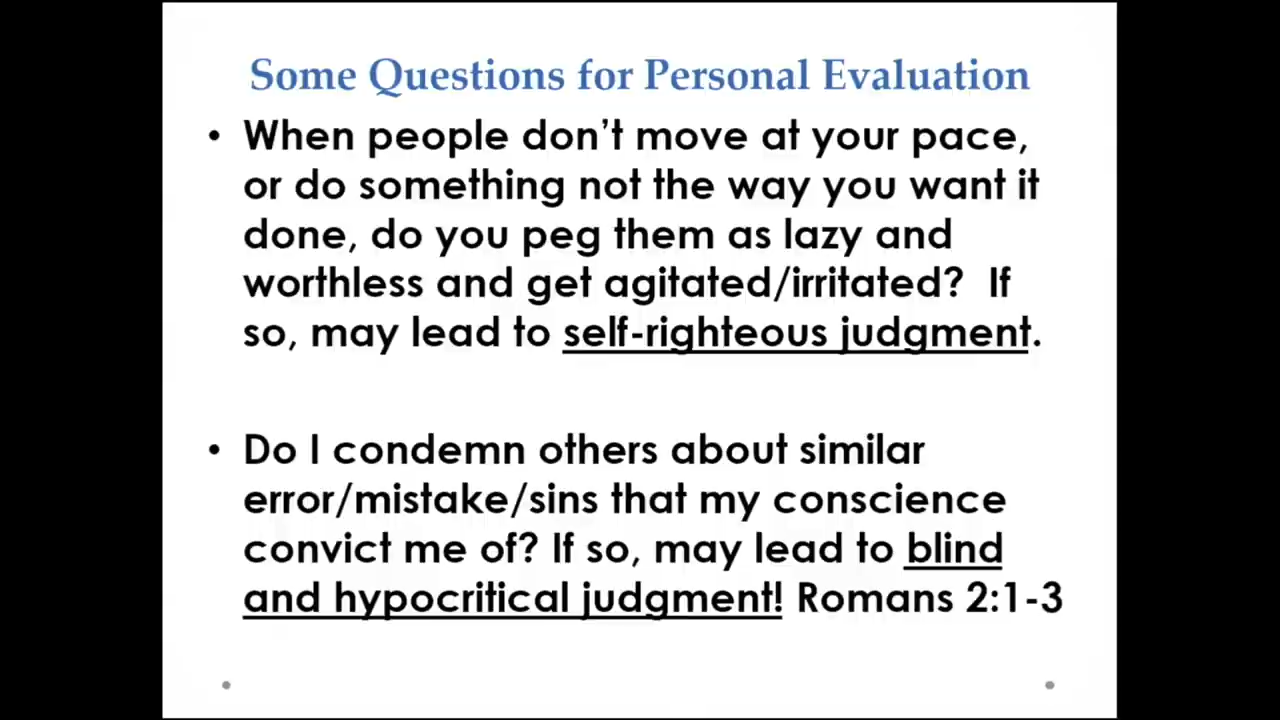 Some Questions for Personal Evaluation
• When people don’t move at your pace,
or do something not the way you want it
done, do you peg them as lazy and
worthless and get agitated/irritated?  If
so, may lead to self-righteous judgment.
• Do I condemn others about similar
error/mistake/sins that my conscience
convict me of? If so, may lead to blind
and hypocritical judgment! Romans 2:1-3